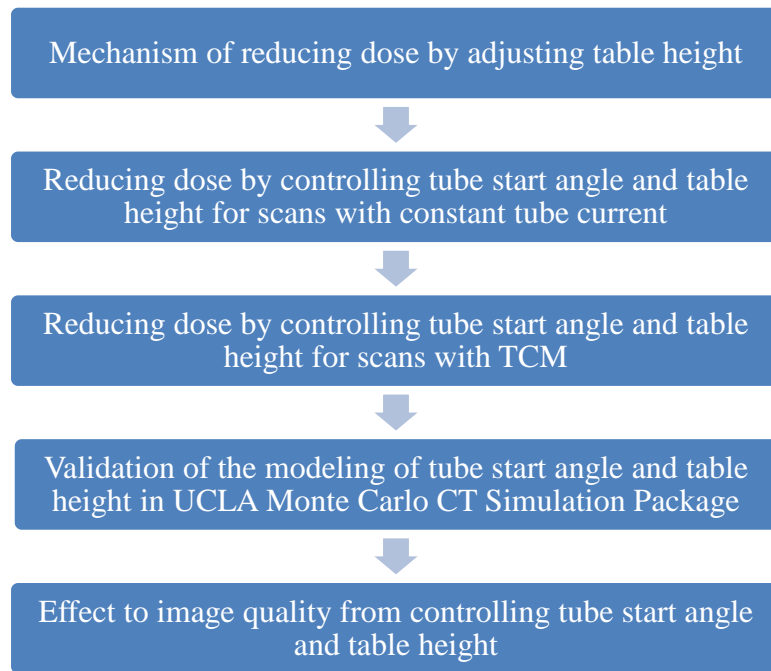 Mechanism of reducing dose by adjusting table height
Reducing dose by controlling tube start angle and table
height for scans with constant tube current
Reducing dose by controlling tube start angle and table
height for scans with TCM
Validation of the modeling of tube start angle and table
height in UCLA Monte Carlo CT Simulation Package
Effect to image quality from controlling tube start angle
and table height